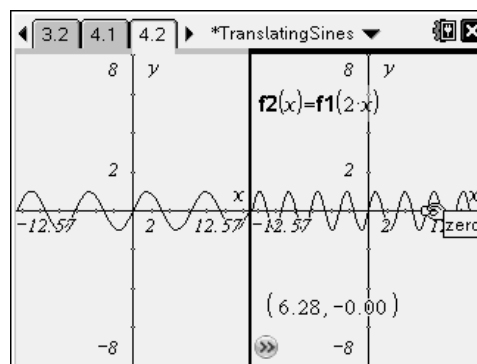 3.2 4.1 4.2 *TranslatingSines
8 y
2
x
-12.57 2 12.57
8 y
f2(x)=f1(2·x)
2
x
-12.57 2
zero
(6.28, -0.00)
-8 -8